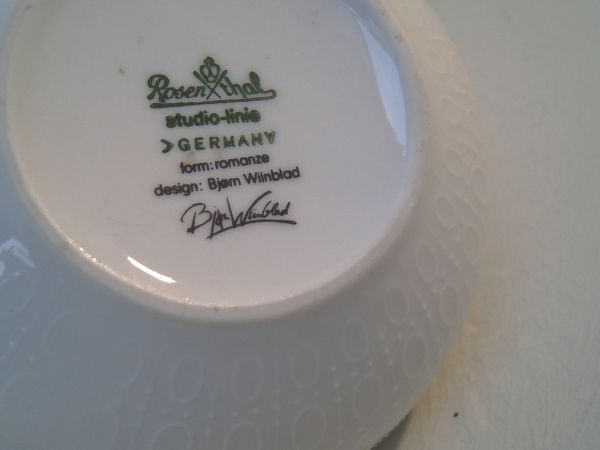 Rosenthal
studio-linie
>GERMANY
form: romanze
design: Bjørn Wiinblad
Bjørn Wiinblad